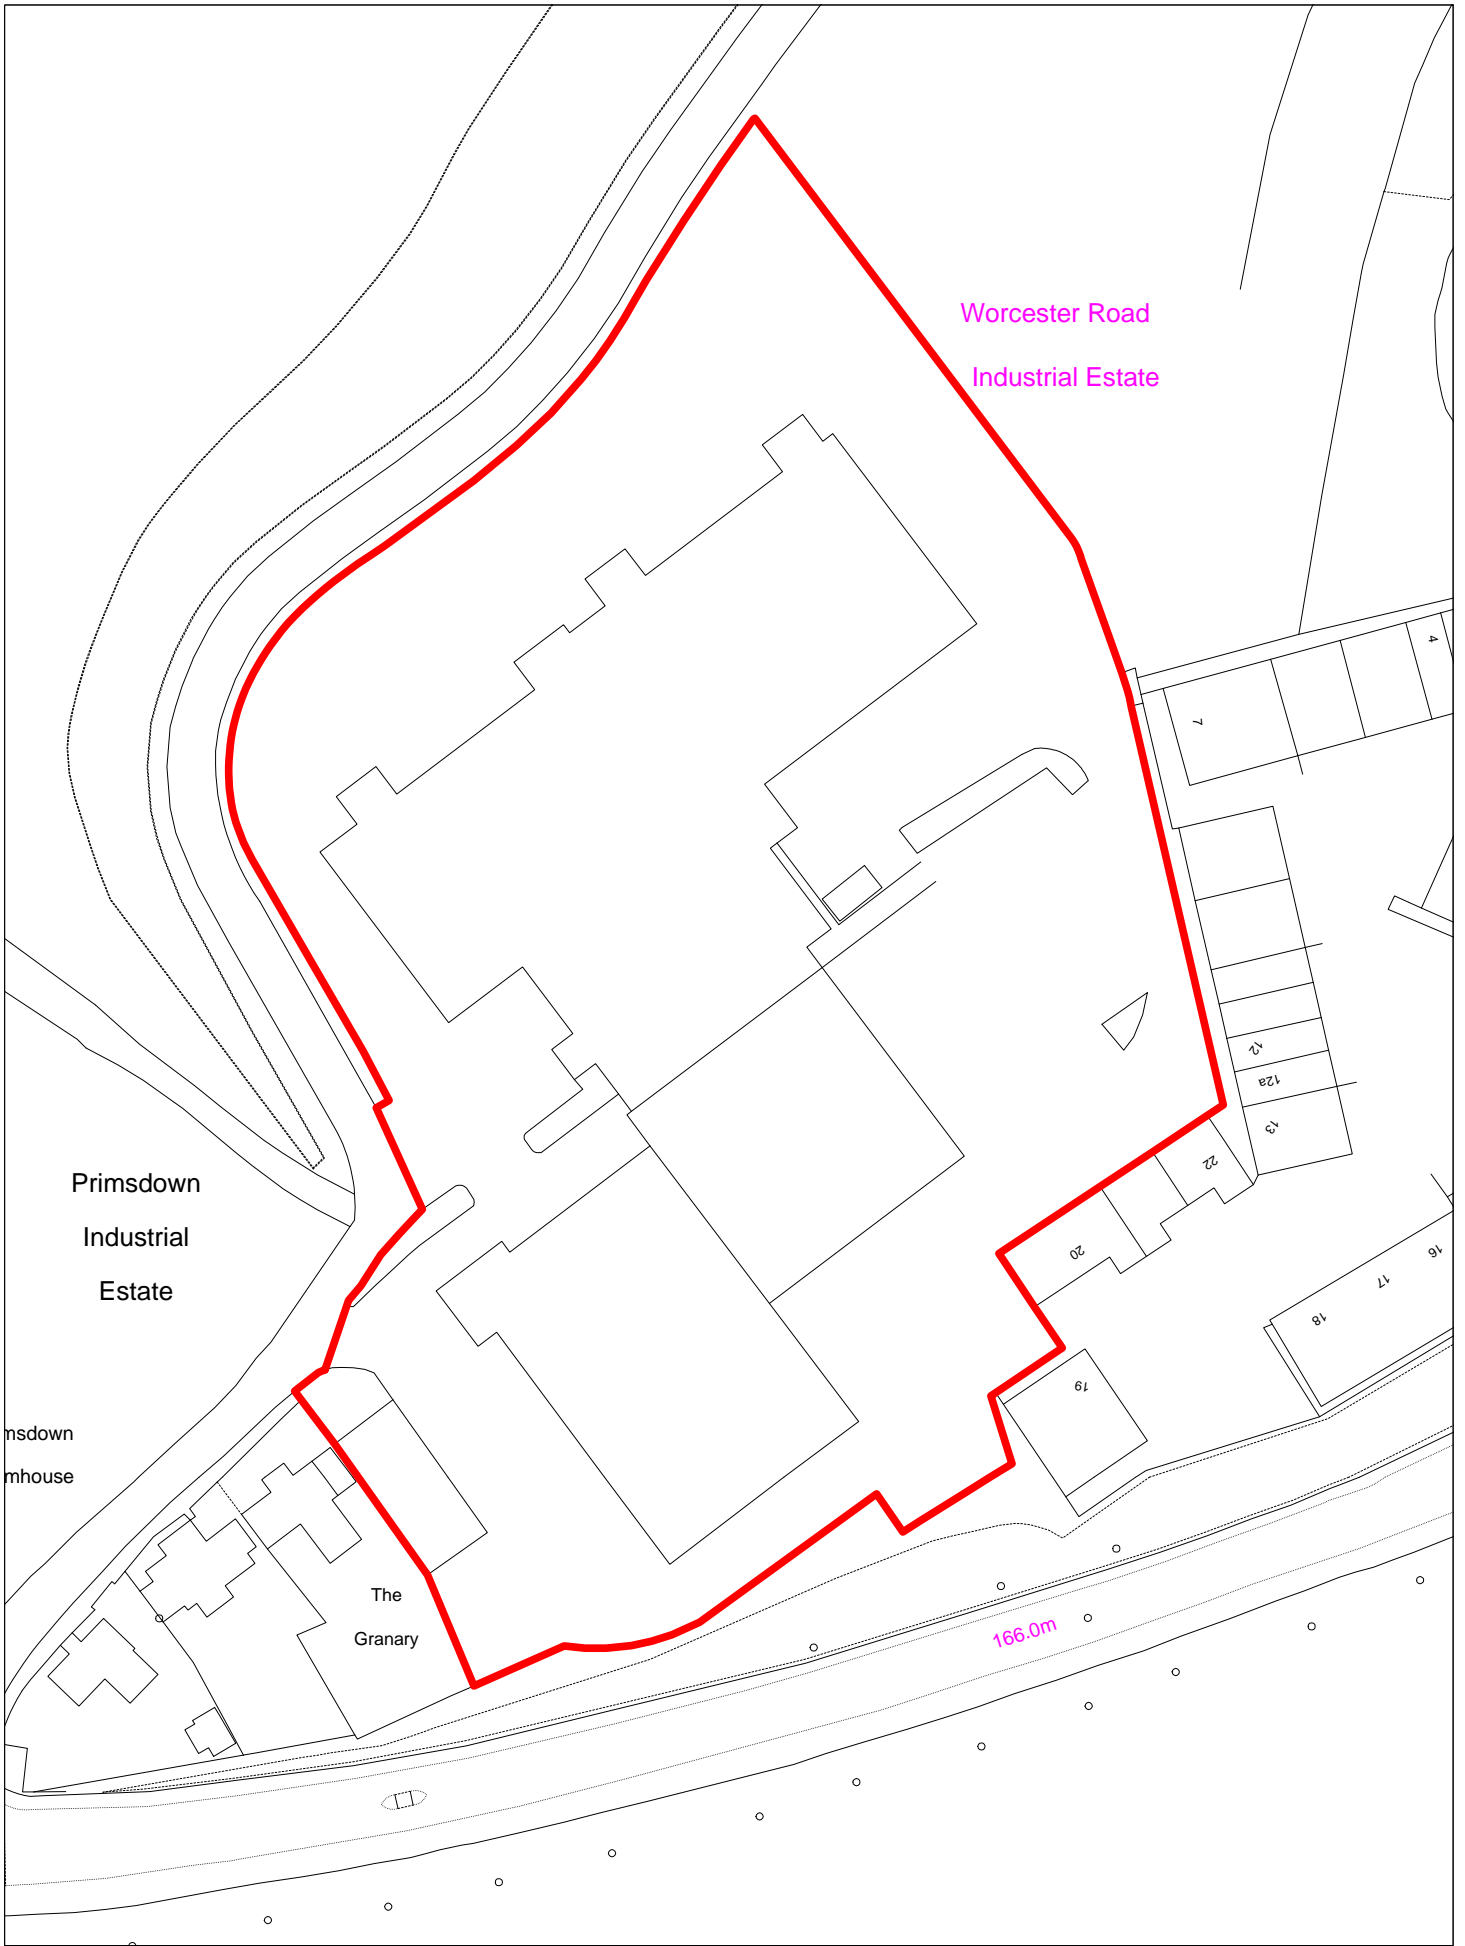 Worcester Road
Industrial Estate
4
7
12
12a
13
22
20
16
17
18
19
Primsdown
Industrial
Estate
msdown
mhouse
The
Granary
166.0m